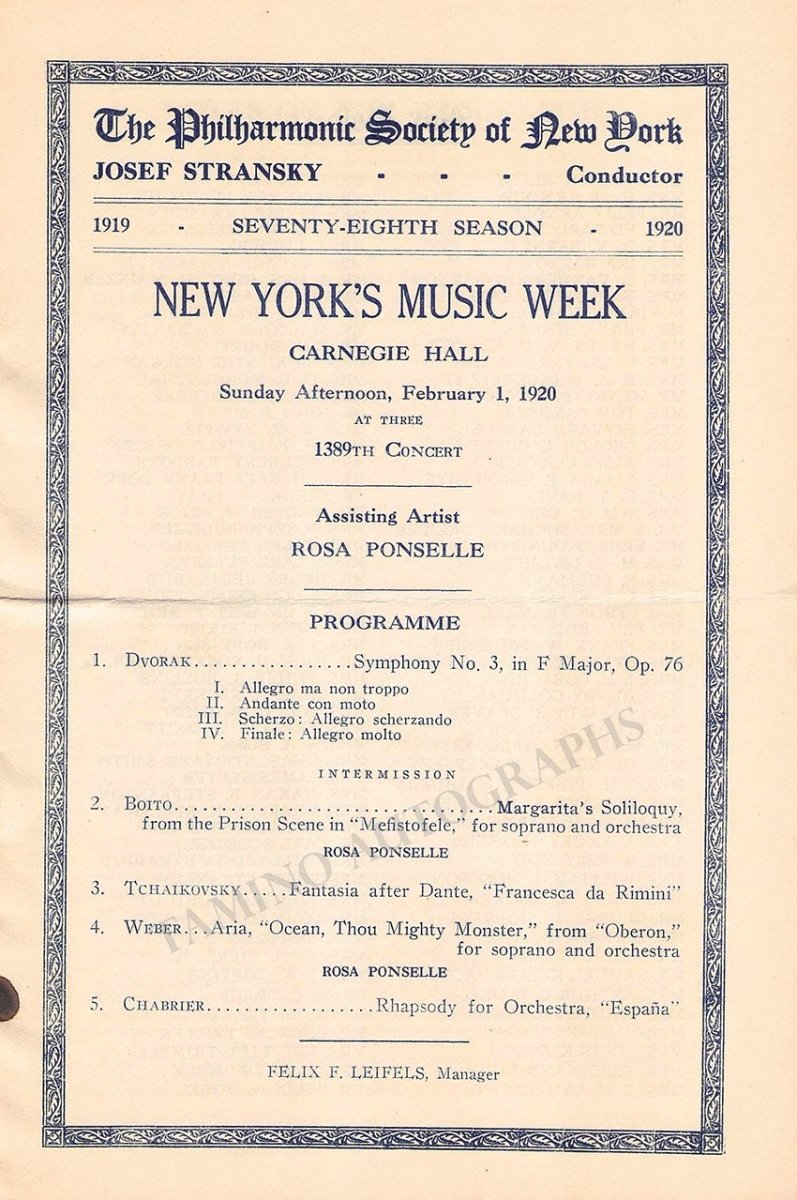 The Philharmonic Society of New York
JOSEF STRANSKY - - - Conductor
1919 - SEVENTY-EIGHTH SEASON - 1920
NEW YORK'S MUSIC WEEK
CARNEGIE HALL
Sunday Afternoon, February 1, 1920
AT THREE
1389TH CONCERT
Assisting Artist
ROSA PONSELLE
PROGRAMME
1. DVORAK.................Symphony No. 3, in F Major, Op. 76
I. Allegro ma non troppo
II. Andante con moto
III. Scherzo: Allegro scherzando
IV. Finale: Allegro molto
INTERMISSION
2. BOITO................................Margarita's Soliloquy,
from the Prison Scene in "Mefistofele," for soprano and orchestra
ROSA PONSELLE
3. TCHAIKOVSKY.....Fantasia after Dante, "Francesca da Rimini"
4. WEBER...Aria, "Ocean, Thou Mighty Monster," from "Oberon,"
for soprano and orchestra
ROSA PONSELLE
5. CHABRIER.................Rhapsody for Orchestra, "España"
FELIX F. LEIFELS, Manager
FAMINO AUTOGRAPHS